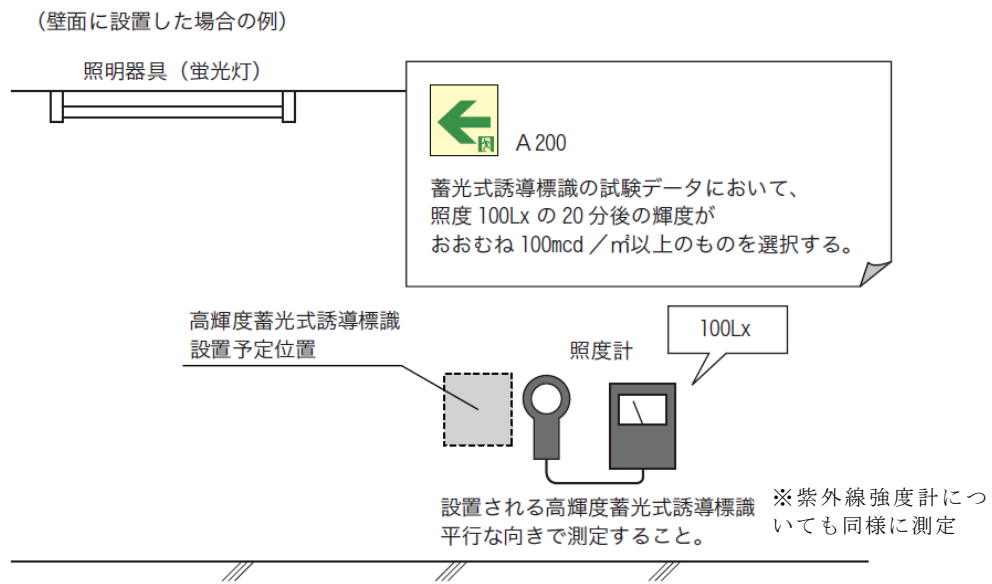 （壁面に設置した場合の例）
照明器具（蛍光灯）
A 200
蓄光式誘導標識の試験データにおいて、
照度 100Lx の 20 分後の輝度が
おおむね 100mcd ／㎡以上のものを選択する。
高輝度蓄光式誘導標識
設置予定位置
照度計
100Lx
設置される高輝度蓄光式誘導標識
平行な向きで測定すること。
※紫外線強度計につ
いても同様に測定